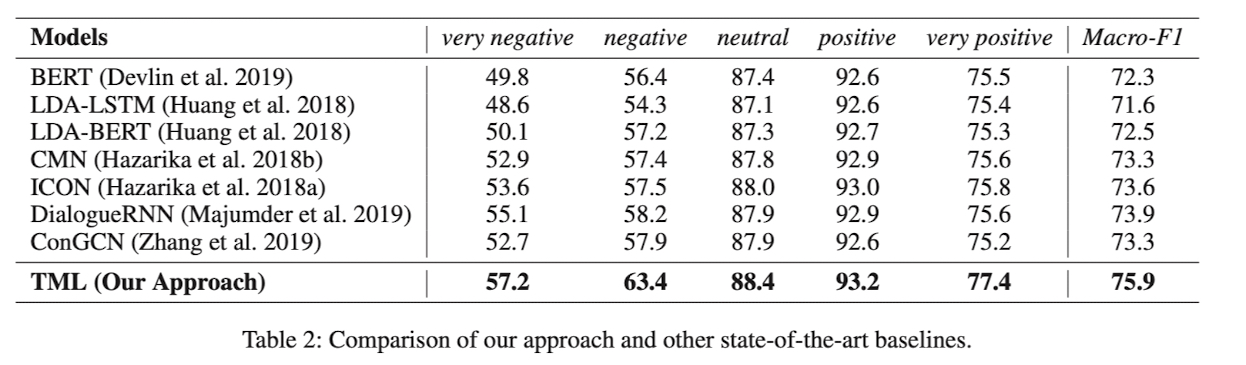 Models very negative negative neutral positive very positive Macro-F1
BERT (Devlin et al. 2019) 49.8 56.4 87.4 92.6 75.5 72.3
LDA-LSTM (Huang et al. 2018) 48.6 54.3 87.1 92.6 75.4 71.6
LDA-BERT (Huang et al. 2018) 50.1 57.2 87.3 92.7 75.3 72.5
CMN (Hazarika et al. 2018b) 52.9 57.4 87.8 92.9 75.6 73.3
ICON (Hazarika et al. 2018a) 53.6 57.5 88.0 93.0 75.8 73.6
DialogueRNN (Majumder et al. 2019) 55.1 58.2 87.9 92.9 75.6 73.9
ConGCN (Zhang et al. 2019) 52.7 57.9 87.9 92.6 75.2 73.3
TML (Our Approach) 57.2 63.4 88.4 93.2 77.4 75.9
Table 2: Comparison of our approach and other state-of-the-art baselines.